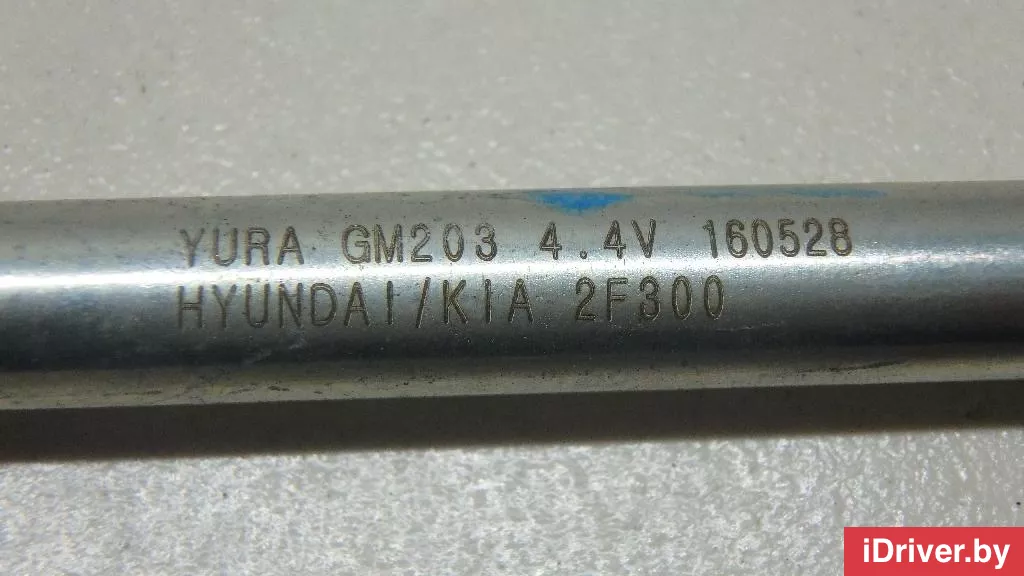 YURA GM203 4.4V 160528
HYUNDAI/KIA 2F300
iDriver.by